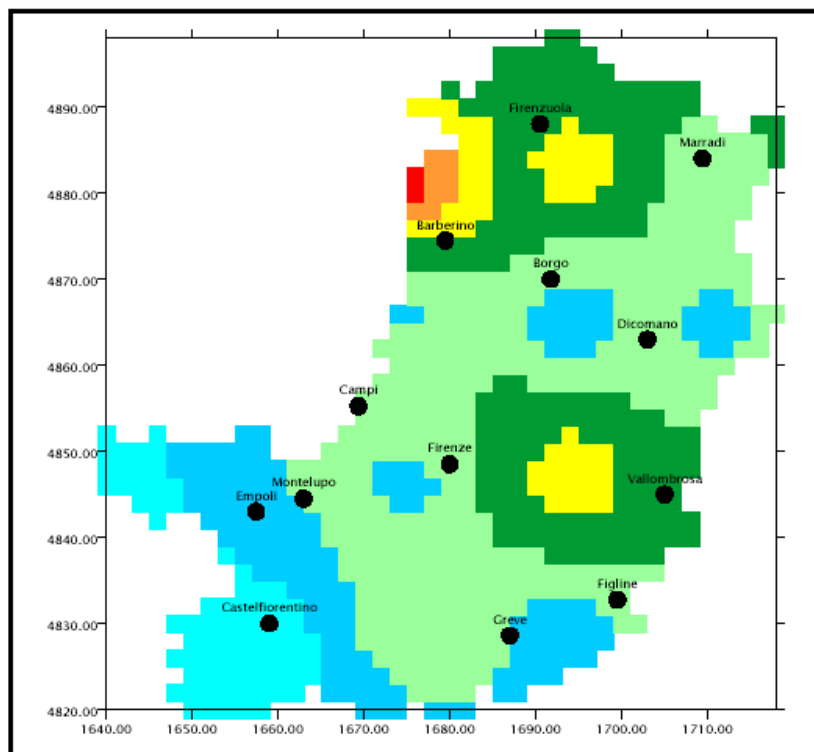 4890.00
Firenzuola
Marradi
4880.00
Barberino
4870.00
Borgo
Dicomano
4860.00
Campi
4850.00
Firenze
Montelupo
Vallombrosa
Empoli
4840.00
Figline
Castelfiorentino
4830.00
Greve
4820.00
1640.00 1650.00 1660.00 1670.00 1680.00 1690.00 1700.00 1710.00